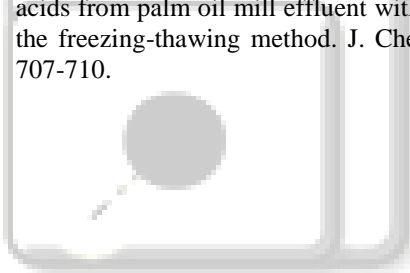 acids from palm oil mill effluent wit
the freezing-thawing method. J. Che
707-710.